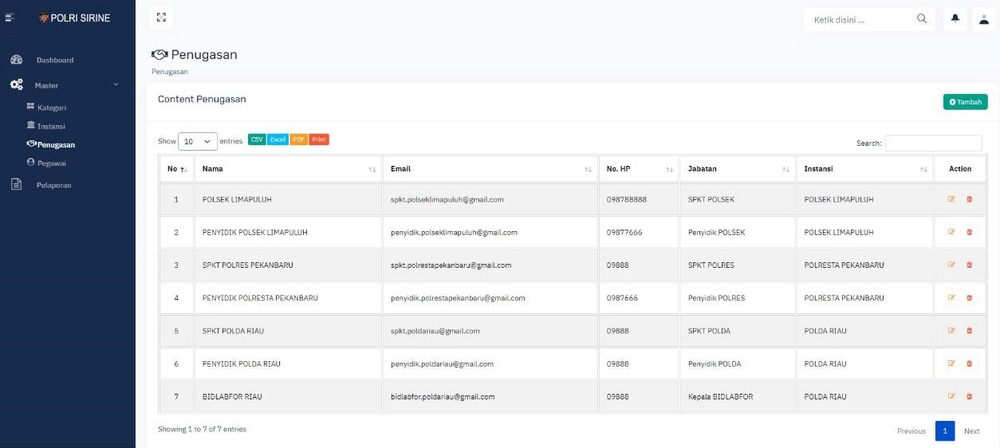 POLRI SIRINE
Ketik disini ...
Dashboard
Master
Kategori
Instansi
Penugasan
Pegawai
Pelaporan
Penugasan
Penugasan
Content Penugasan
Tambah
Show 10 entries CSV Excel PDF Print
Search:
No Nama Email No. HP Jabatan Instansi Action
1 POLSEK LIMAPULUH spkt.polseklimapuluh@gmail.com 098788888 SPKT POLSEK POLSEK LIMAPULUH
2 PENYIDIK POLSEK LIMAPULUH penyidik.polseklimapuluh@gmail.com 09877666 Penyidik POLSEK POLSEK LIMAPULUH
3 SPKT POLRES PEKANBARU spkt.polrestapekanbaru@gmail.com 09888 SPKT POLRES POLRESTA PEKANBARU
4 PENYIDIK POLRESTA PEKANBARU penyidik.polrestapekanbaru@gmail.com 0987666 Penyidik POLRES POLRESTA PEKANBARU
5 SPKT POLDA RIAU spkt.poldariau@gmail.com 09888 SPKT POLDA POLDA RIAU
6 PENYIDIK POLDA RIAU penyidik.poldariau@gmail.com 09888 Penyidik POLDA POLDA RIAU
7 BIDLABFOR RIAU bidlabfor.poldariau@gmail.com 09888 Kepala BIDLABFOR POLDA RIAU
Showing 1 to 7 of 7 entries
Previous 1 Next